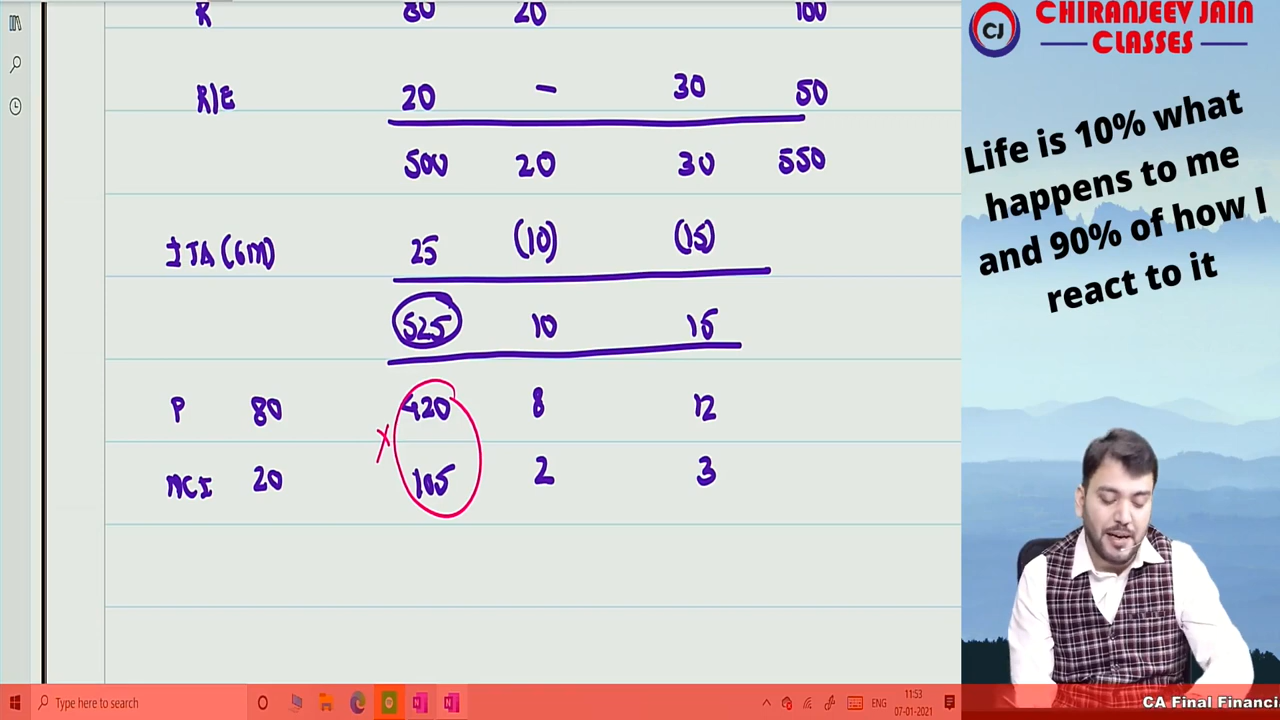 R 80 20 100
R/E 20 - 30 50
500 20 30 550
ITA (GM) 25 (10) (15)
525 10 15
P 80 420 8 12
X
NCI 20 105 2 3
CJ
CHIRANJEEV JAIN
CLASSES
Life is 10% what
happens to me
and 90% of how I
react to it
Type here to search
ENG
11:53
07-01-2021
CA Final Financi